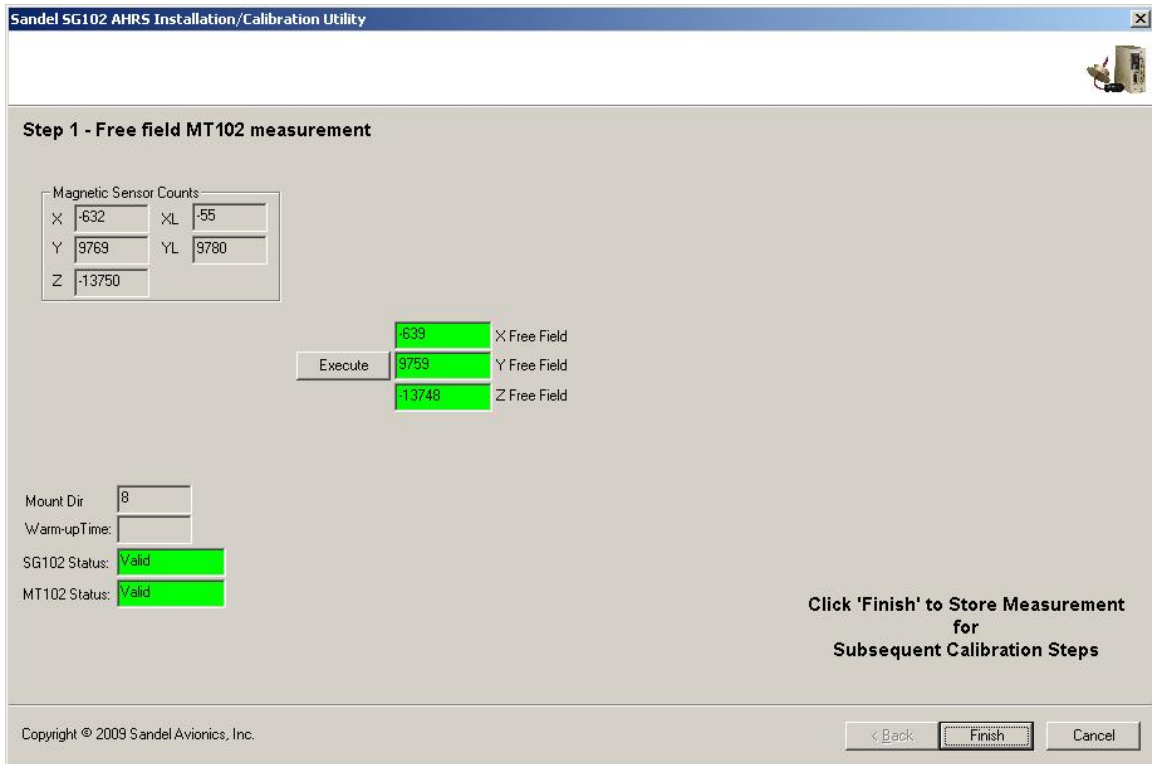 Sandel SG102 AHRS Installation/Calibration Utility
Step 1 - Free field MT102 measurement
Magnetic Sensor Counts
X -632 XL -55
Y 9769 YL 9780
Z -13750
-639 X Free Field
Execute 9759 Y Free Field
-13748 Z Free Field
Mount Dir 8
Warm-upTime:
SG102 Status: Valid
MT102 Status: Valid
Click 'Finish' to Store Measurement
for
Subsequent Calibration Steps
Copyright © 2009 Sandel Avionics, Inc.
< Back Finish Cancel